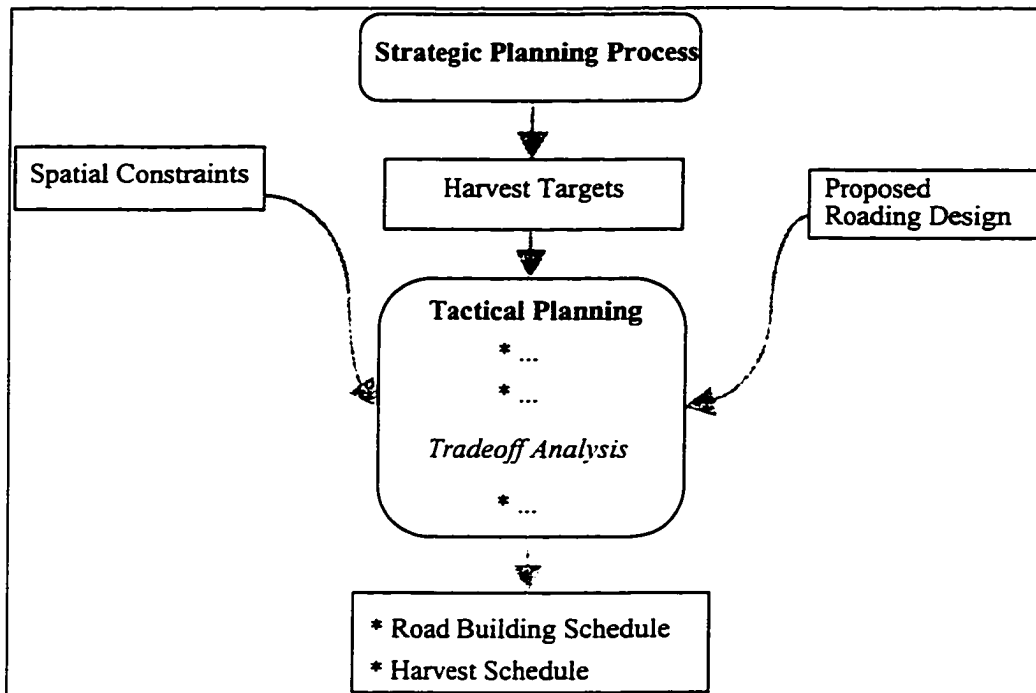 Strategic Planning Process
Spatial Constraints
Harvest Targets
Proposed
Roading Design
Tactical Planning
* ...
* ...
Tradeoff Analysis
* ...
* Road Building Schedule
* Harvest Schedule